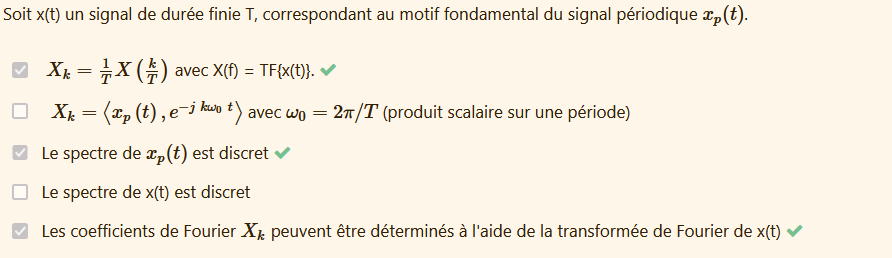 Soit x(t) un signal de durée finie T, correspondant au motif fondamental du signal périodique $x_p(t)$.
$X_k = \frac{1}{T} X\left(\frac{k}{T}\right)$ avec X(f) = TF{x(t)}.
$X_k = \left\langle x_p(t), e^{-j\ k\omega_0\ t} \right\rangle$ avec $\omega_0 = 2\pi/T$ (produit scalaire sur une période)
Le spectre de $x_p(t)$ est discret
Le spectre de x(t) est discret
Les coefficients de Fourier $X_k$ peuvent être déterminés à l'aide de la transformée de Fourier de x(t)